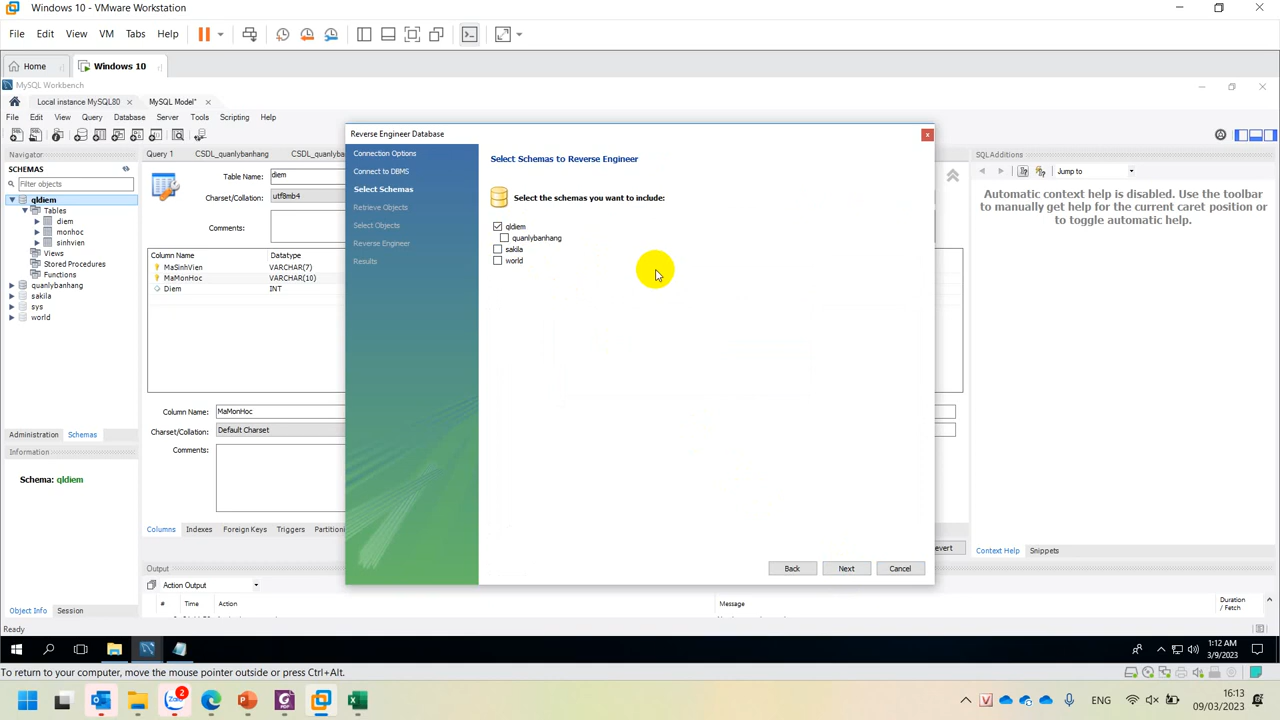 Windows 10 - VMware Workstation
File Edit View VM Tabs Help
Home Windows 10
MySQL Workbench
Local instance MySQL80 MySQL Model*
File Edit View Query Database Server Tools Scripting Help
Navigator
SCHEMAS
Filter objects
qldiem
Tables
diem
monhoc
sinhvien
Views
Stored Procedures
Functions
quanlybanhang
sakila
sys
world
Administration Schemas
Information
Schema: qldiem
Object Info Session
Query 1 CSDL_quanlybanhang CSDL_quanlyba
Table Name: diem
Charset/Collation: utf8mb4
Comments:
Column Name Datatype
MaSinhVien VARCHAR(7)
MaMonHoc VARCHAR(10)
Diem INT
Column Name: MaMonHoc
Charset/Collation: Default Charset
Comments:
Columns Indexes Foreign Keys Triggers Partitionin
evert
Output
Action Output
# Time Action Message Duration / Fetch
Reverse Engineer Database
Connection Options
Connect to DBMS
Select Schemas
Retrieve Objects
Select Objects
Reverse Engineer
Results
Select Schemas to Reverse Engineer
Select the schemas you want to include:
qldiem
quanlybanhang
sakila
world
Back Next Cancel
SQLAdditions
Jump to
Automatic context help is disabled. Use the toolbar
to manually get help for the current caret position or
to toggle automatic help.
Context Help Snippets
Ready
1:12 AM
3/9/2023
To return to your computer, move the mouse pointer outside or press Ctrl+Alt.
Zalo 2
ENG
16:13
09/03/2023